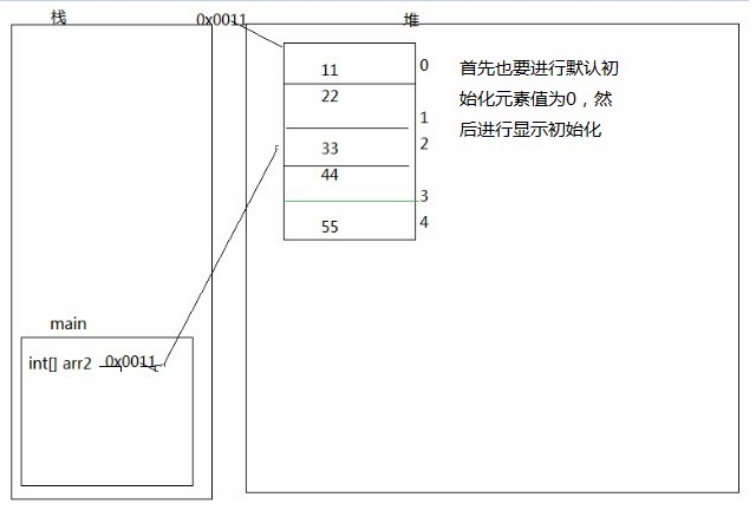 栈
0x0011
堆
11
0
22
1
33
2
44
3
55
4
首先也要进行默认初
始化元素值为0，然
后进行显示初始化
main
int[] arr2 0x0011